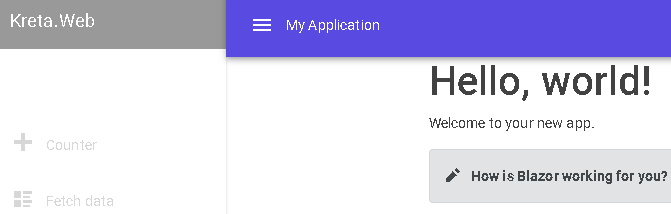 Kreta.Web
My Application
Hello, world!
Welcome to your new app.
Counter
How is Blazor working for you?
Fetch data